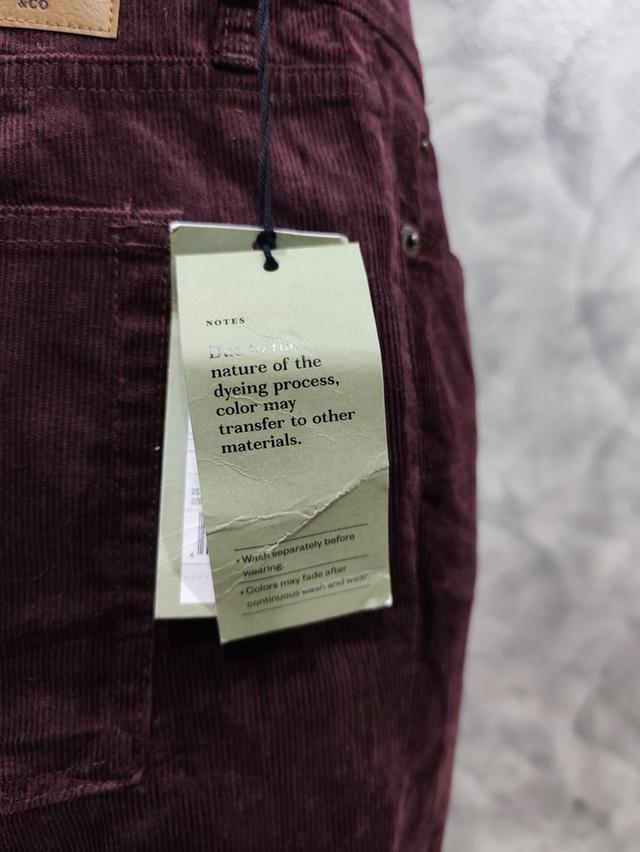 &CO
NOTES
Due to the
nature of the
dyeing process,
color may
transfer to other
materials.
• Wash separately before
wearing.
• Colors may fade after
continuous wash and wear